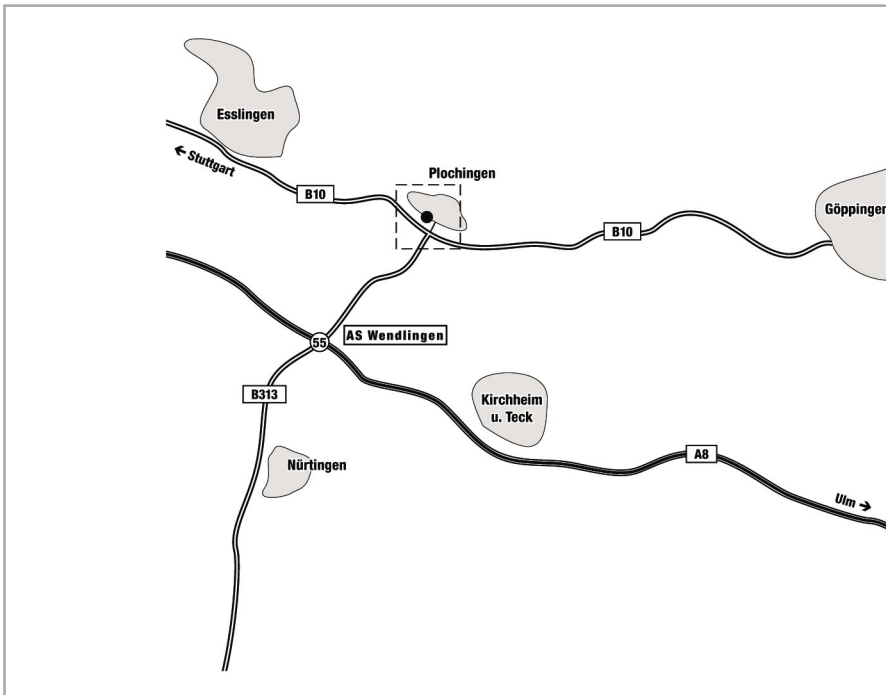 Esslingen
← Stuttgart
Plochingen
B10
Göppingen
B10
55
AS Wendlingen
B313
Kirchheim
u. Teck
A8
Nürtingen
Ulm →